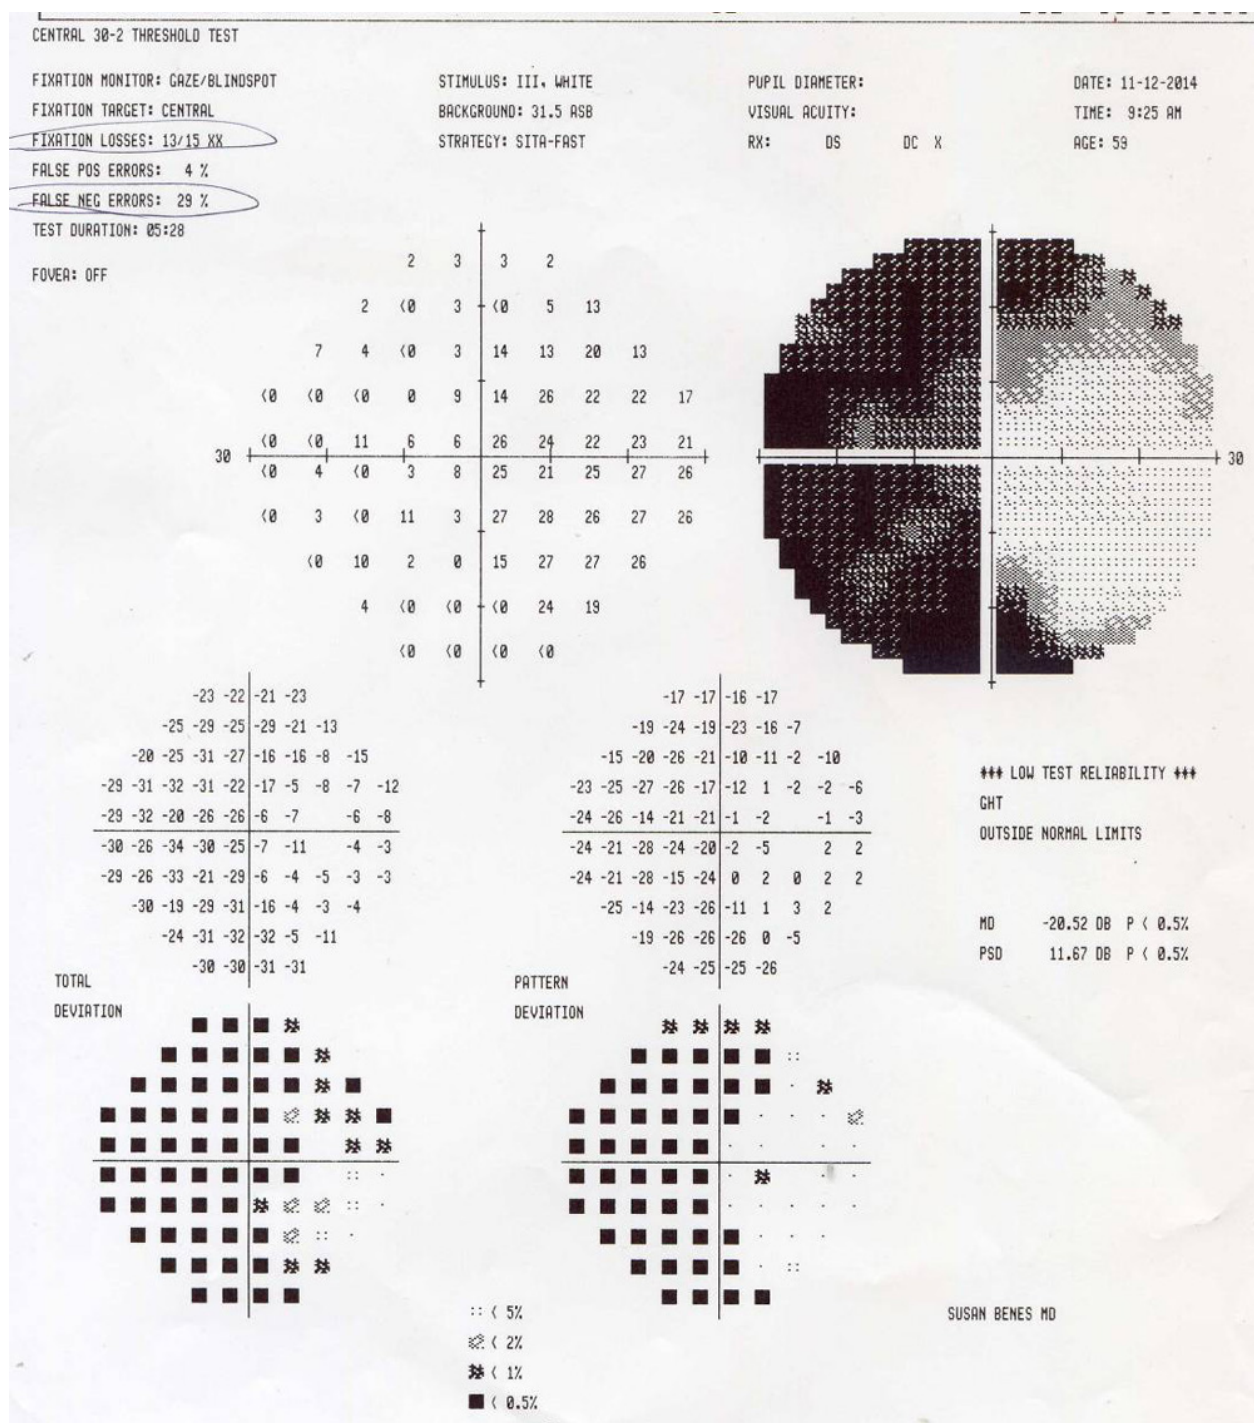 CENTRAL 30-2 THRESHOLD TEST
FIXATION MONITOR: GAZE/BLINDSPOT STIMULUS: III, WHITE PUPIL DIAMETER: DATE: 11-12-2014
FIXATION TARGET: CENTRAL BACKGROUND: 31.5 ASB VISUAL ACUITY: TIME: 9:25 AM
FIXATION LOSSES: 13/15 XX STRATEGY: SITA-FAST RX: DS DC X AGE: 59
FALSE POS ERRORS: 4 %
FALSE NEG ERRORS: 29 %
TEST DURATION: 05:28
FOVEA: OFF
2 3 3 2
2 <0 3 <0 5 13
7 4 <0 3 14 13 20 13
<0 <0 <0 0 9 14 26 22 22 17
<0 <0 11 6 6 26 24 22 23 21
30 30
<0 4 <0 3 8 25 21 25 27 26
<0 3 <0 11 3 27 28 26 27 26
<0 10 2 0 15 27 27 26
4 <0 <0 <0 24 19
<0 <0 <0 <0
-23 -22 -21 -23 -17 -17 -16 -17
-25 -29 -25 -29 -21 -13 -19 -24 -19 -23 -16 -7
-20 -25 -31 -27 -16 -16 -8 -15 -15 -20 -26 -21 -10 -11 -2 -10
-29 -31 -32 -31 -22 -17 -5 -8 -7 -12 -23 -25 -27 -26 -17 -12 1 -2 -2 -6
-29 -32 -20 -26 -26 -6 -7 -6 -8 -24 -26 -14 -21 -21 -1 -2 -1 -3
-30 -26 -34 -30 -25 -7 -11 -4 -3 -24 -21 -28 -24 -20 -2 -5 2 2
-29 -26 -33 -21 -29 -6 -4 -5 -3 -3 -24 -21 -28 -15 -24 0 2 0 2 2
-30 -19 -29 -31 -16 -4 -3 -4 -25 -14 -23 -26 -11 1 3 2
-24 -31 -32 -32 -5 -11 -19 -26 -26 -26 0 -5
-30 -30 -31 -31 -24 -25 -25 -26
*** LOW TEST RELIABILITY ***
GHT
OUTSIDE NORMAL LIMITS
MD -20.52 DB P < 0.5%
PSD 11.67 DB P < 0.5%
TOTAL
DEVIATION
PATTERN
DEVIATION
< 5%
< 2%
< 1%
< 0.5%
SUSAN BENES MD